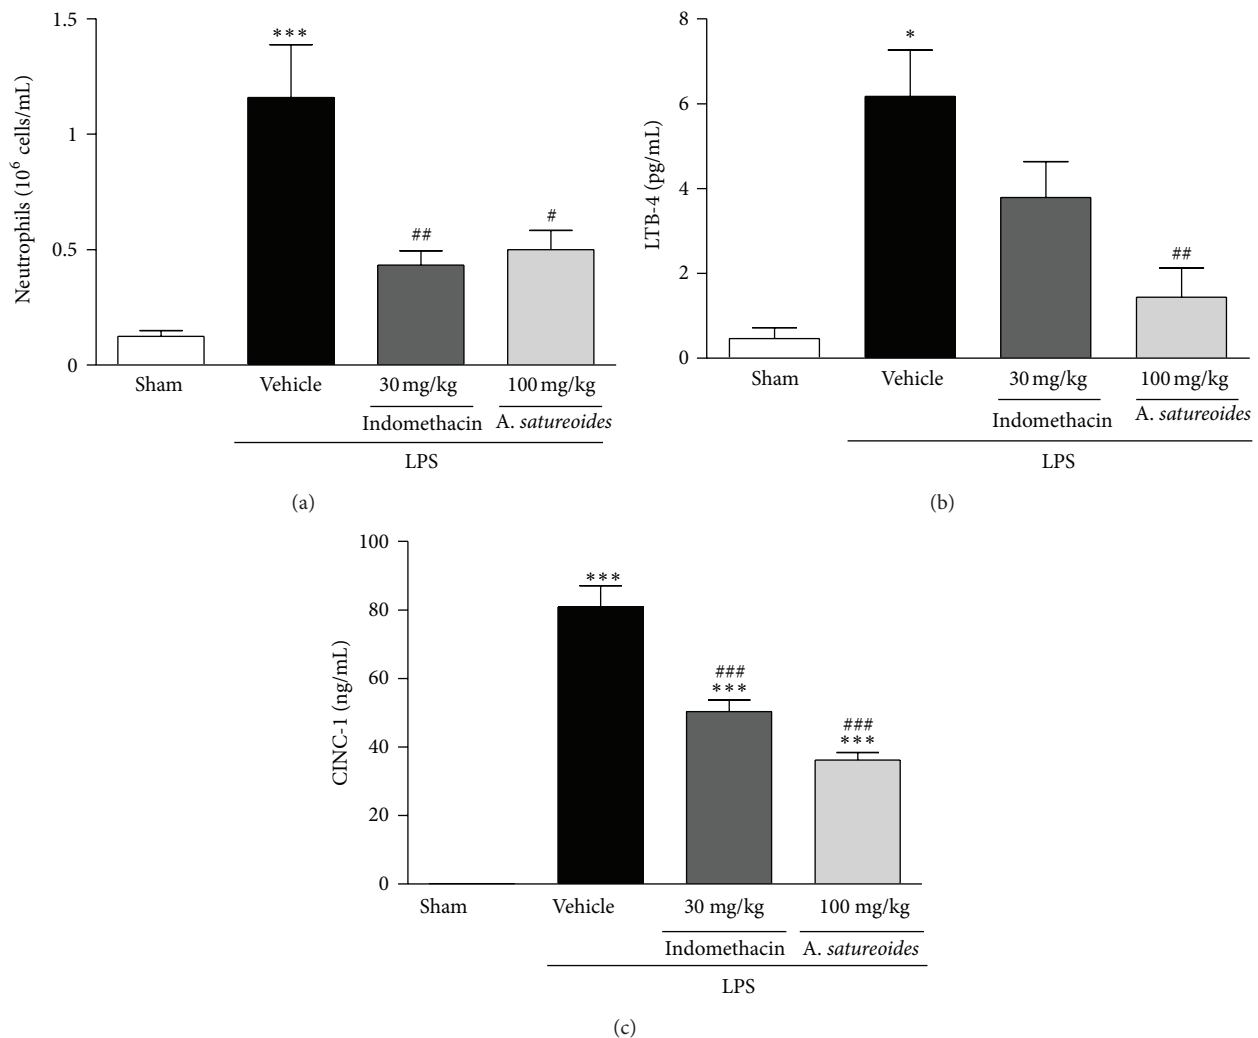 1.5
1
0.5
0
Neutrophils (10⁶ cells/mL)
***
##
#
Sham
Vehicle
30 mg/kg
100 mg/kg
Indomethacin
A. satureoides
LPS
(a)
8
6
4
2
0
LTB-4 (pg/mL)
*
##
Sham
Vehicle
30 mg/kg
100 mg/kg
Indomethacin
A. satureoides
LPS
(b)
100
80
60
40
20
0
CINC-1 (ng/mL)
***
###
***
###
***
Sham
Vehicle
30 mg/kg
100 mg/kg
Indomethacin
A. satureoides
LPS
(c)